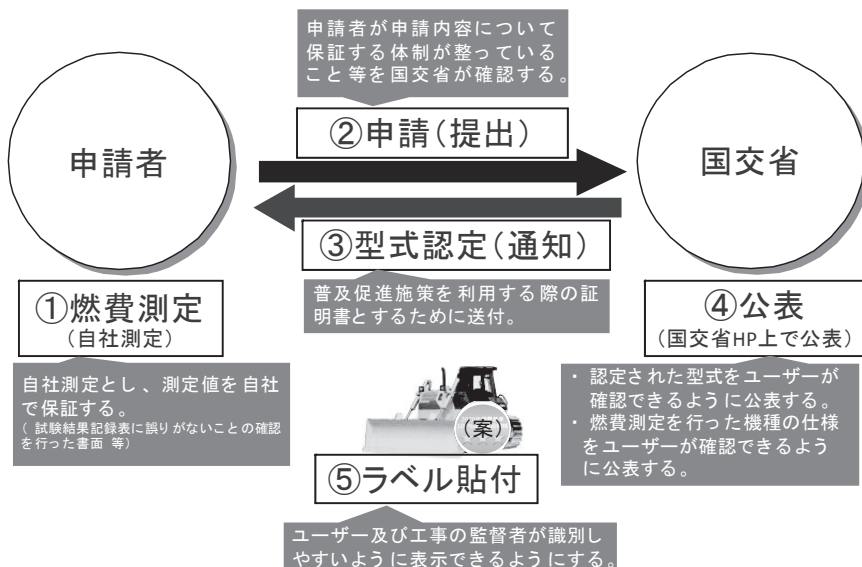 申請者が申請内容について
保証する体制が整っている
こと等を国交省が確認する。
②申請(提出)
申請者
国交省
③型式認定(通知)
普及促進施策を利用する際の証
明書とするために送付。
①燃費測定
(自社測定)
自社測定とし、測定値を自社
で保証する。
(試験結果記録表に誤りがないことの確認
を行った書面 等)
④公表
(国交省HP上で公表)
・認定された型式をユーザーが
確認できるように公表する。
・燃費測定を行った機種の仕様
をユーザーが確認できるよう
に公表する。
(案)
⑤ラベル貼付
ユーザー及び工事の監督者が識別し
やすいように表示できるようにする。